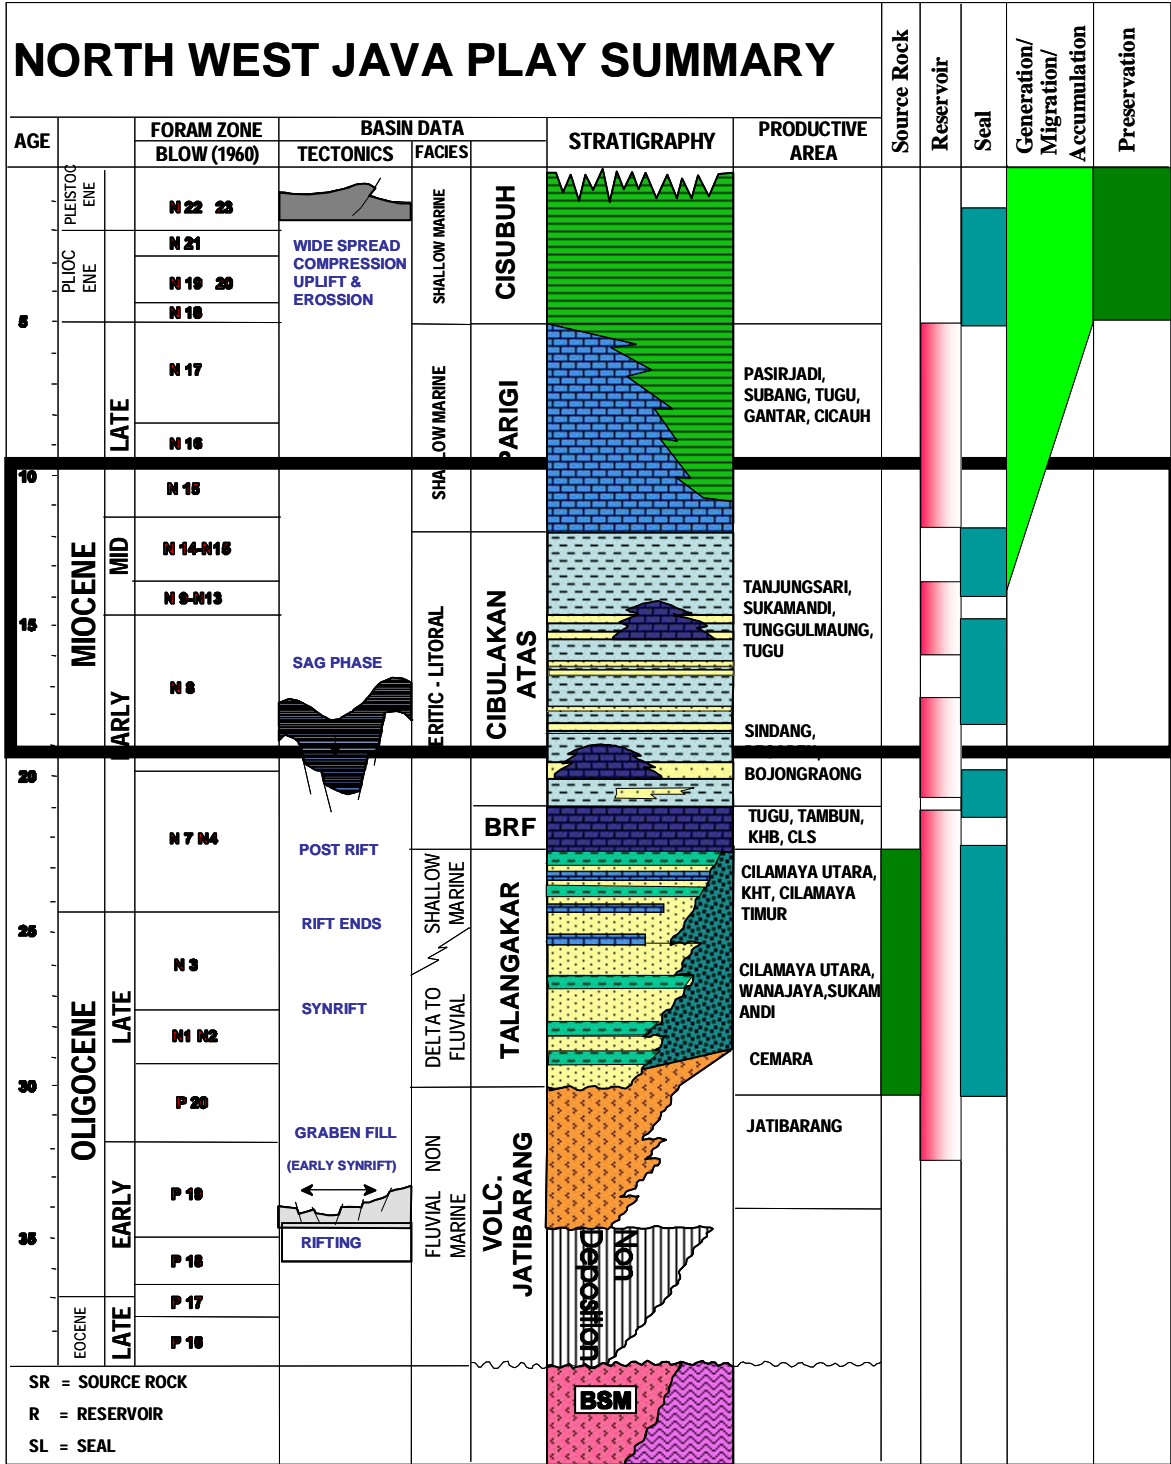 NORTH WEST JAVA PLAY SUMMARY
Source Rock
Reservoir
Seal
Generation/
Migration/
Accumulation
Preservation
AGE
FORAM ZONE
BLOW (1960)
BASIN DATA
TECTONICS
FACIES
STRATIGRAPHY
PRODUCTIVE
AREA
PLEISTOC
ENE
PLIOC
ENE
MIOCENE
OLIGOCENE
EOCENE
LATE
MID
EARLY
LATE
EARLY
LATE
5
10
15
20
25
30
35
N 22 23
N 21
N 19 20
N 18
N 17
N 16
N 15
N 14-N15
N 9-N13
N 8
N 7 N4
N 3
N1 N2
P 20
P 19
P 18
P 17
P 16
WIDE SPREAD
COMPRESSION
UPLIFT &
EROSSION
SAG PHASE
POST RIFT
RIFT ENDS
SYNRIFT
GRABEN FILL
(EARLY SYNRIFT)
RIFTING
SHALLOW MARINE
SHALLOW MARINE
ERITIC - LITORAL
SHALLOW
MARINE
DELTA TO
FLUVIAL
NON
FLUVIAL
MARINE
CISUBUH
PARIGI
CIBULAKAN
ATAS
BRF
TALANGAKAR
VOLC.
JATIBARANG
Non
Deposition
BSM
PASIRJADI,
SUBANG, TUGU,
GANTAR, CICAUH
TANJUNGSARI,
SUKAMANDI,
TUNGGULMAUNG,
TUGU
SINDANG,
BOJONGRAONG
TUGU, TAMBUN,
KHB, CLS
CILAMAYA UTARA,
KHT, CILAMAYA
TIMUR
CILAMAYA UTARA,
WANAJAYA,SUKAM
ANDI
CEMARA
JATIBARANG
SR = SOURCE ROCK
R = RESERVOIR
SL = SEAL